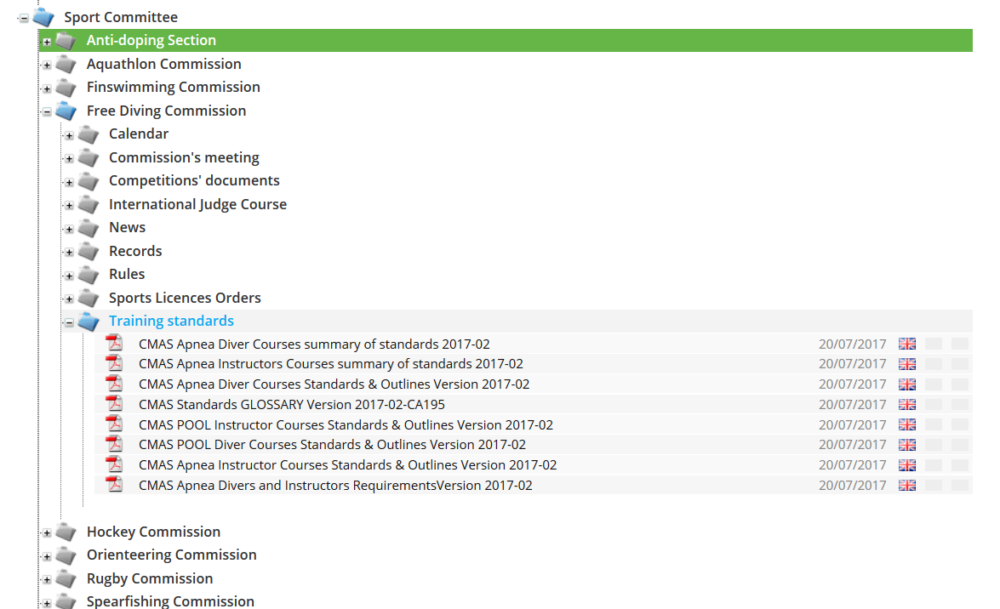 Sport Committee
Anti-doping Section
Aquathlon Commission
Finswimming Commission
Free Diving Commission
Calendar
Commission's meeting
Competitions' documents
International Judge Course
News
Records
Rules
Sports Licences Orders
Training standards
CMAS Apnea Diver Courses summary of standards 2017-02 20/07/2017
CMAS Apnea Instructors Courses summary of standards 2017-02 20/07/2017
CMAS Apnea Diver Courses Standards & Outlines Version 2017-02 20/07/2017
CMAS Standards GLOSSARY Version 2017-02-CA195 20/07/2017
CMAS POOL Instructor Courses Standards & Outlines Version 2017-02 20/07/2017
CMAS POOL Diver Courses Standards & Outlines Version 2017-02 20/07/2017
CMAS Apnea Instructor Courses Standards & Outlines Version 2017-02 20/07/2017
CMAS Apnea Divers and Instructors RequirementsVersion 2017-02 20/07/2017
Hockey Commission
Orienteering Commission
Rugby Commission
Spearfishing Commission